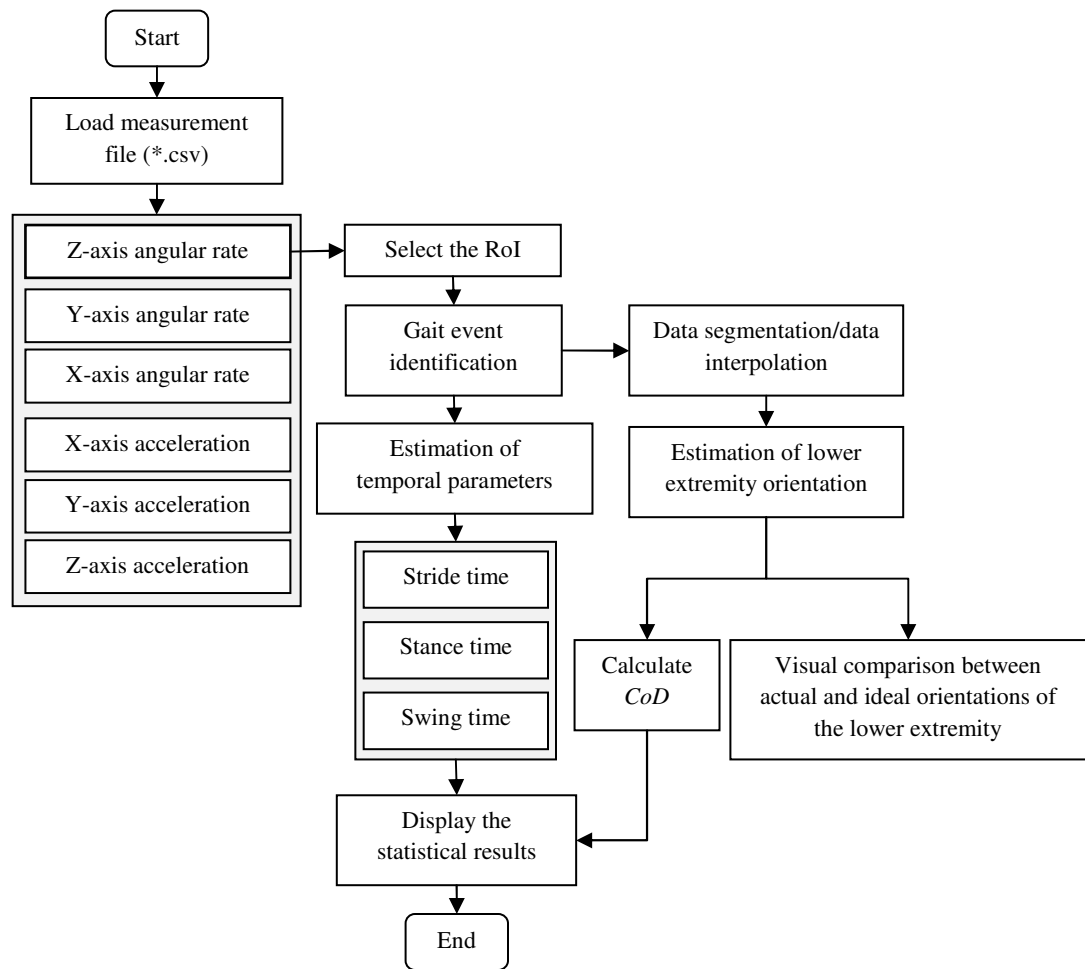 Start
Load measurement
file (*.csv)
Z-axis angular rate
Y-axis angular rate
X-axis angular rate
X-axis acceleration
Y-axis acceleration
Z-axis acceleration
Select the RoI
Gait event
identification
Estimation of
temporal parameters
Stride time
Stance time
Swing time
Data segmentation/data
interpolation
Estimation of lower
extremity orientation
Calculate
CoD
Visual comparison between
actual and ideal orientations of
the lower extremity
Display the
statistical results
End